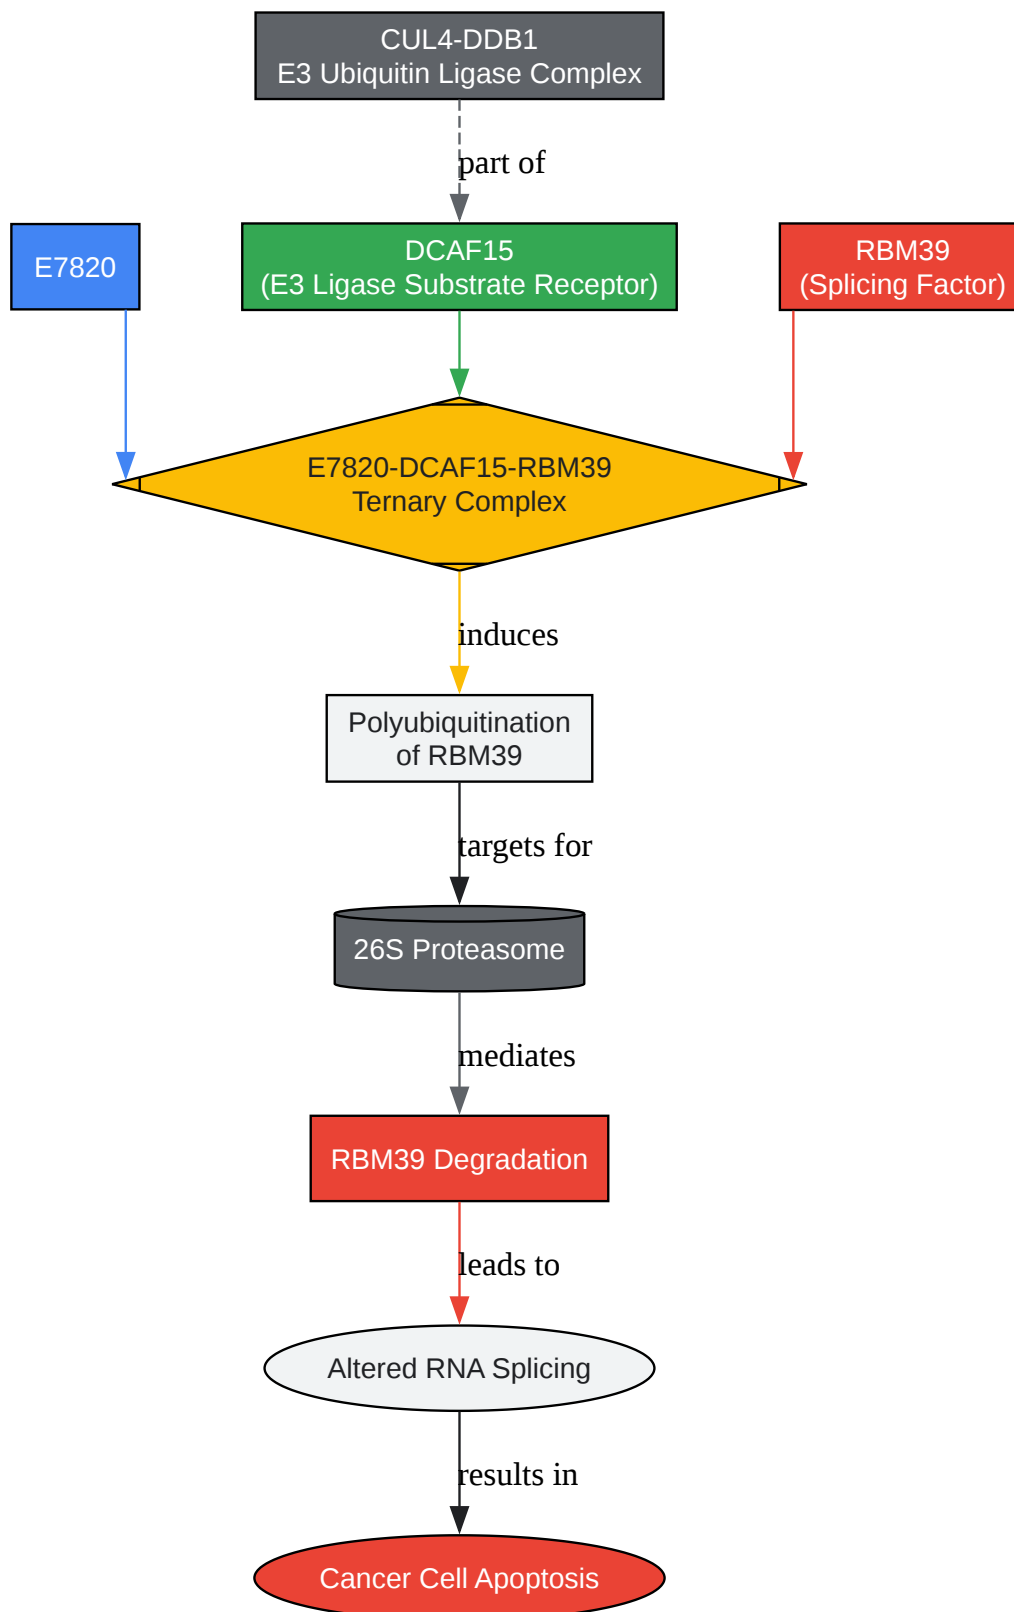 CUL4-DDB1
E3 Ubiquitin Ligase Complex
part of
E7820
DCAF15
(E3 Ligase Substrate Receptor)
RBM39
(Splicing Factor)
E7820-DCAF15-RBM39
Ternary Complex
induces
Polyubiquitination
of RBM39
targets for
26S Proteasome
mediates
RBM39 Degradation
leads to
Altered RNA Splicing
results in
Cancer Cell Apoptosis